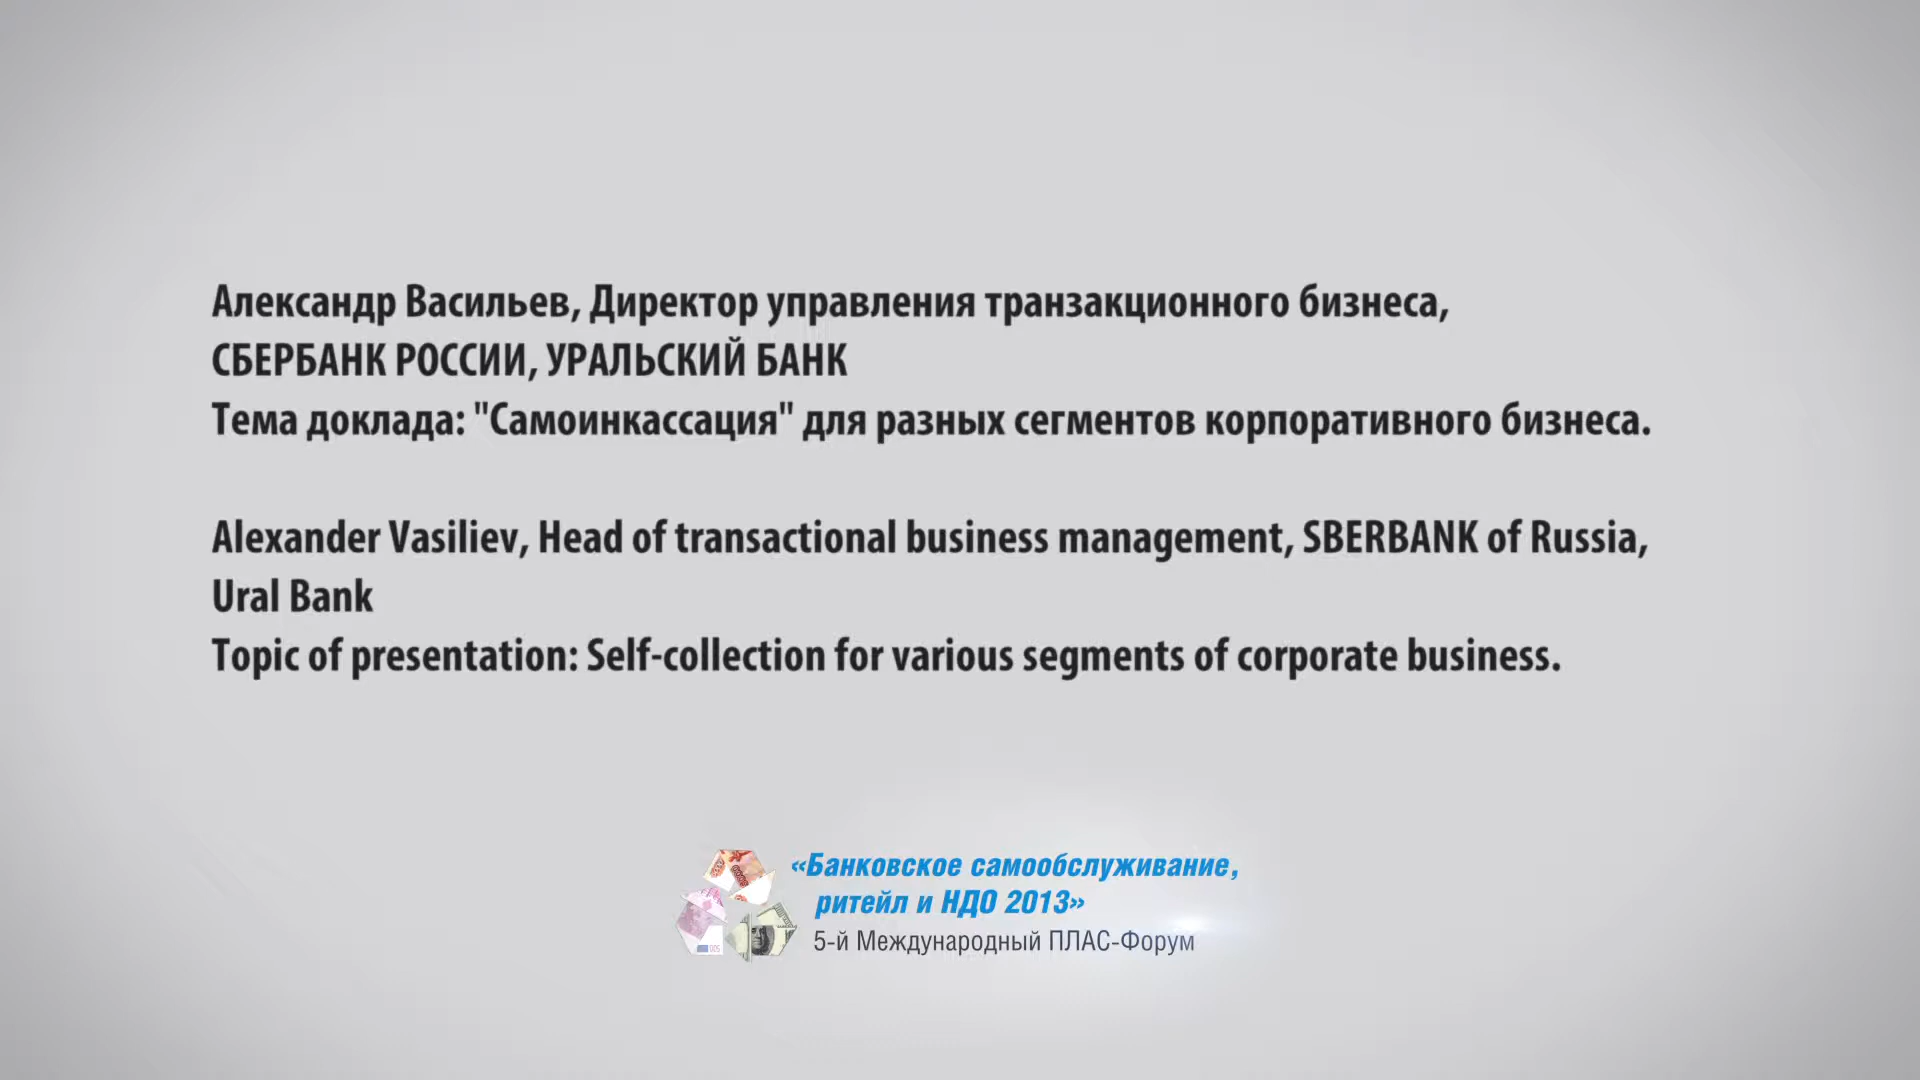 Александр Васильев, Директор управления транзакционного бизнеса,
СБЕРБАНК РОССИИ, УРАЛЬСКИЙ БАНК
Тема доклада: "Самоинкассация" для разных сегментов корпоративного бизнеса.
Alexander Vasiliev, Head of transactional business management, SBERBANK of Russia,
Ural Bank
Topic of presentation: Self-collection for various segments of corporate business.
«Банковское самообслуживание,
ритейл и НДО 2013»
5-й Международный ПЛАС-Форум